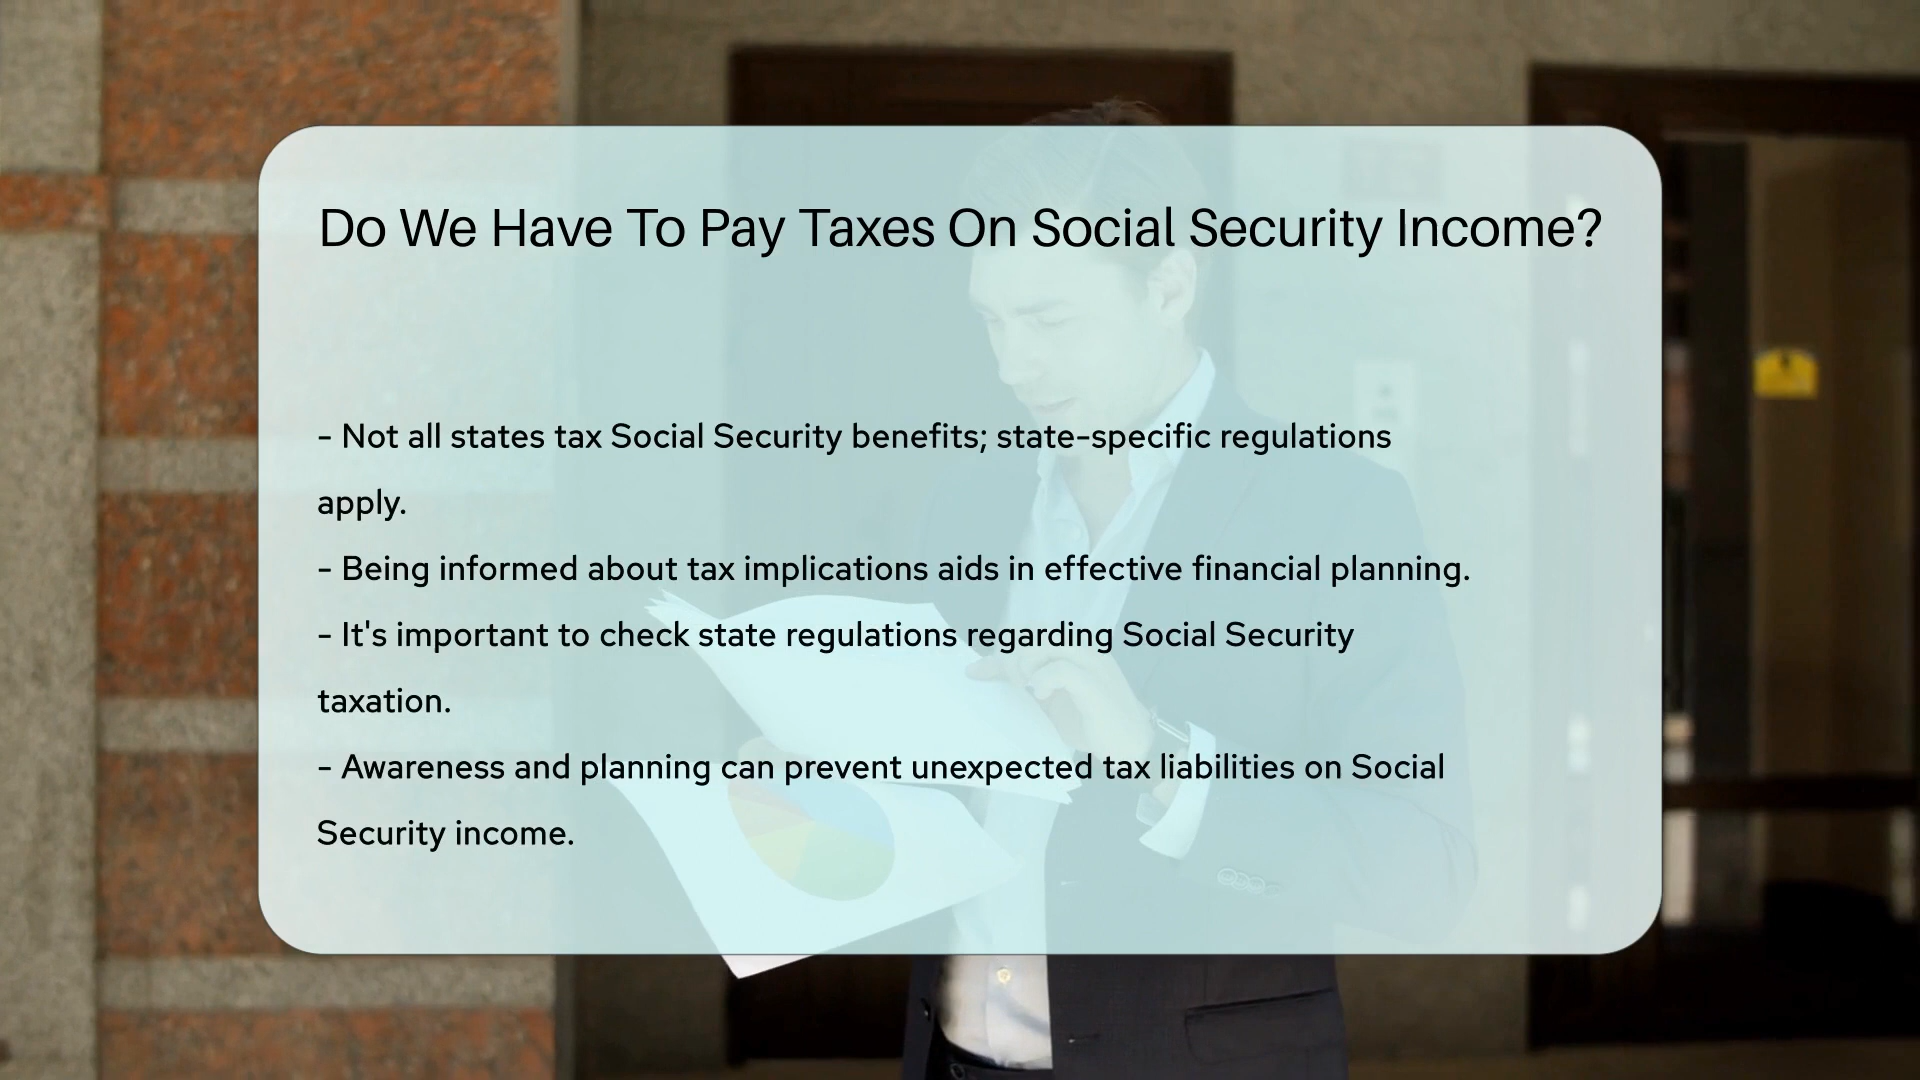 Do We Have To Pay Taxes On Social Security Income?
- Not all states tax Social Security benefits; state-specific regulations
apply.
- Being informed about tax implications aids in effective financial planning.
- It's important to check state regulations regarding Social Security
taxation.
- Awareness and planning can prevent unexpected tax liabilities on Social
Security income.